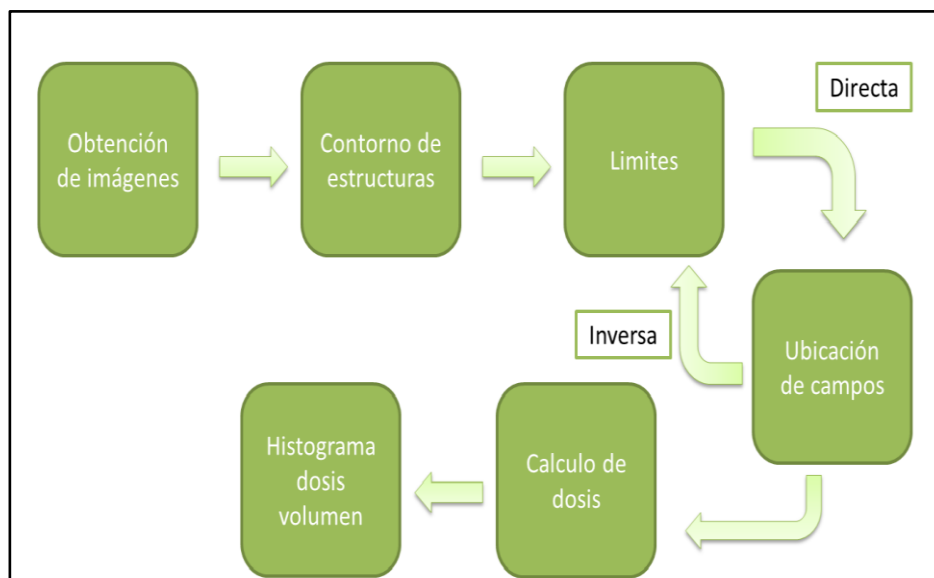 Obtención
de imágenes
Contorno de
estructuras
Limites
Directa
Inversa
Ubicación
de campos
Calculo de
dosis
Histograma
dosis
volumen